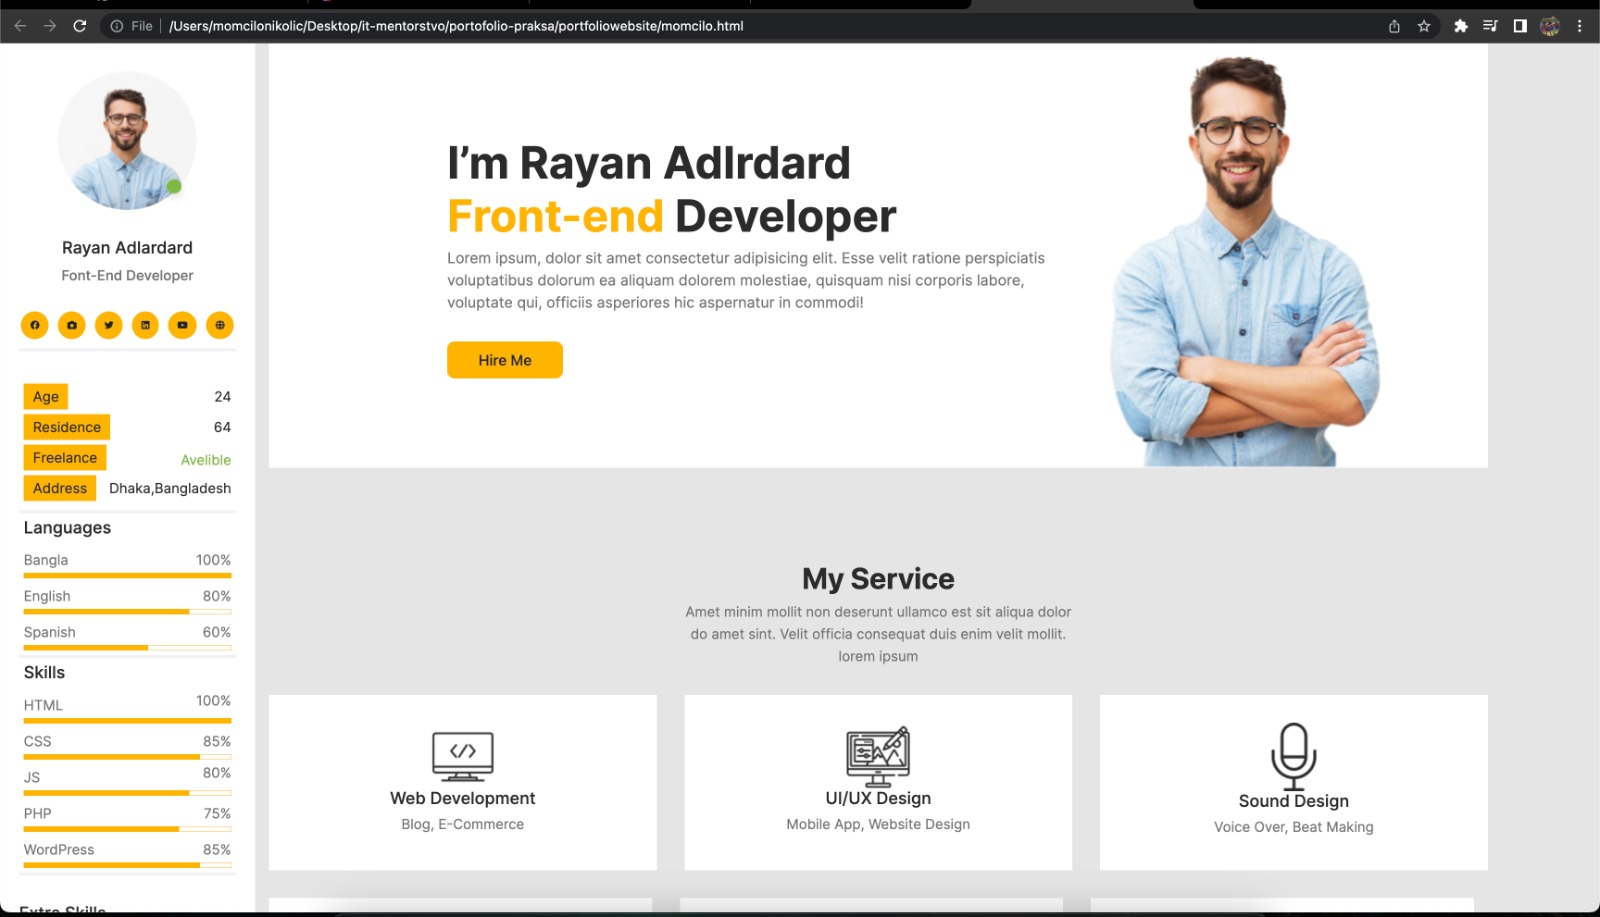 File
/Users/momcilonikolic/Desktop/it-mentorstvo/portofolio-praksa/portfoliowebsite/momcilo.html
Rayan Adlardard
Font-End Developer
Age 24
Residence 64
Freelance Avelible
Address Dhaka,Bangladesh
Languages
Bangla 100%
English 80%
Spanish 60%
Skills
HTML 100%
CSS 85%
JS 80%
PHP 75%
WordPress 85%
Extra Skills
I’m Rayan Adlrdard
Front-end Developer
Lorem ipsum, dolor sit amet consectetur adipisicing elit. Esse velit ratione perspiciatis
voluptatibus dolorum ea aliquam dolorem molestiae, quisquam nisi corporis labore,
voluptate qui, officiis asperiores hic aspernatur in commodi!
Hire Me
My Service
Amet minim mollit non deserunt ullamco est sit aliqua dolor
do amet sint. Velit officia consequat duis enim velit mollit.
lorem ipsum
Web Development
Blog, E-Commerce
UI/UX Design
Mobile App, Website Design
Sound Design
Voice Over, Beat Making